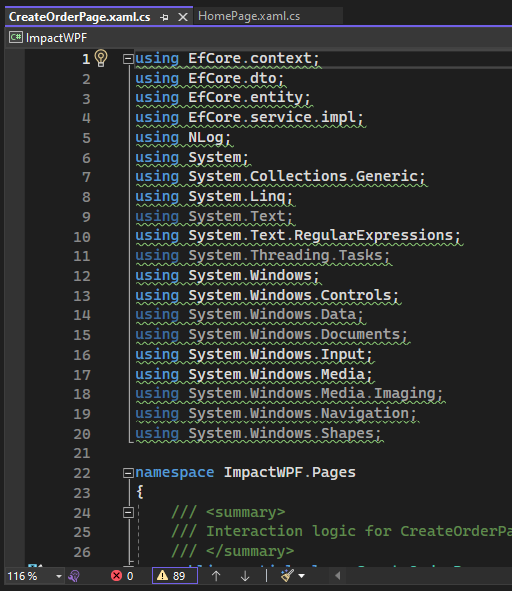 CreateOrderPage.xaml.cs HomePage.xaml.cs
C# ImpactWPF
1 using EfCore.context;
2 using EfCore.dto;
3 using EfCore.entity;
4 using EfCore.service.impl;
5 using NLog;
6 using System;
7 using System.Collections.Generic;
8 using System.Linq;
9 using System.Text;
10 using System.Text.RegularExpressions;
11 using System.Threading.Tasks;
12 using System.Windows;
13 using System.Windows.Controls;
14 using System.Windows.Data;
15 using System.Windows.Documents;
16 using System.Windows.Input;
17 using System.Windows.Media;
18 using System.Windows.Media.Imaging;
19 using System.Windows.Navigation;
20 using System.Windows.Shapes;
21
22 namespace ImpactWPF.Pages
23 {
24 /// <summary>
25 /// Interaction logic for CreateOrderPa
26 /// </summary>
116 % 0 89